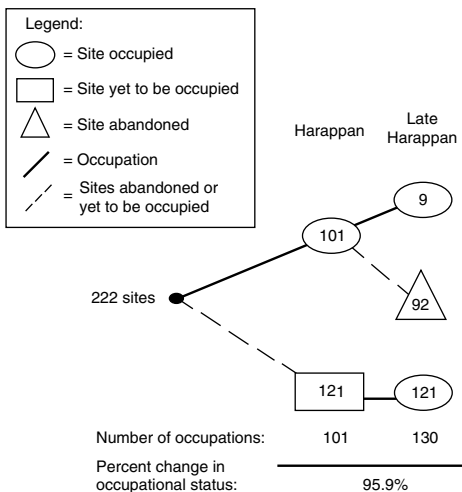 Legend:
= Site occupied
= Site yet to be occupied
= Site abandoned
= Occupation
= Sites abandoned or
yet to be occupied
Harappan
Late
Harappan
9
101
92
222 sites
121
121
Number of occupations: 101 130
Percent change in
occupational status: 95.9%